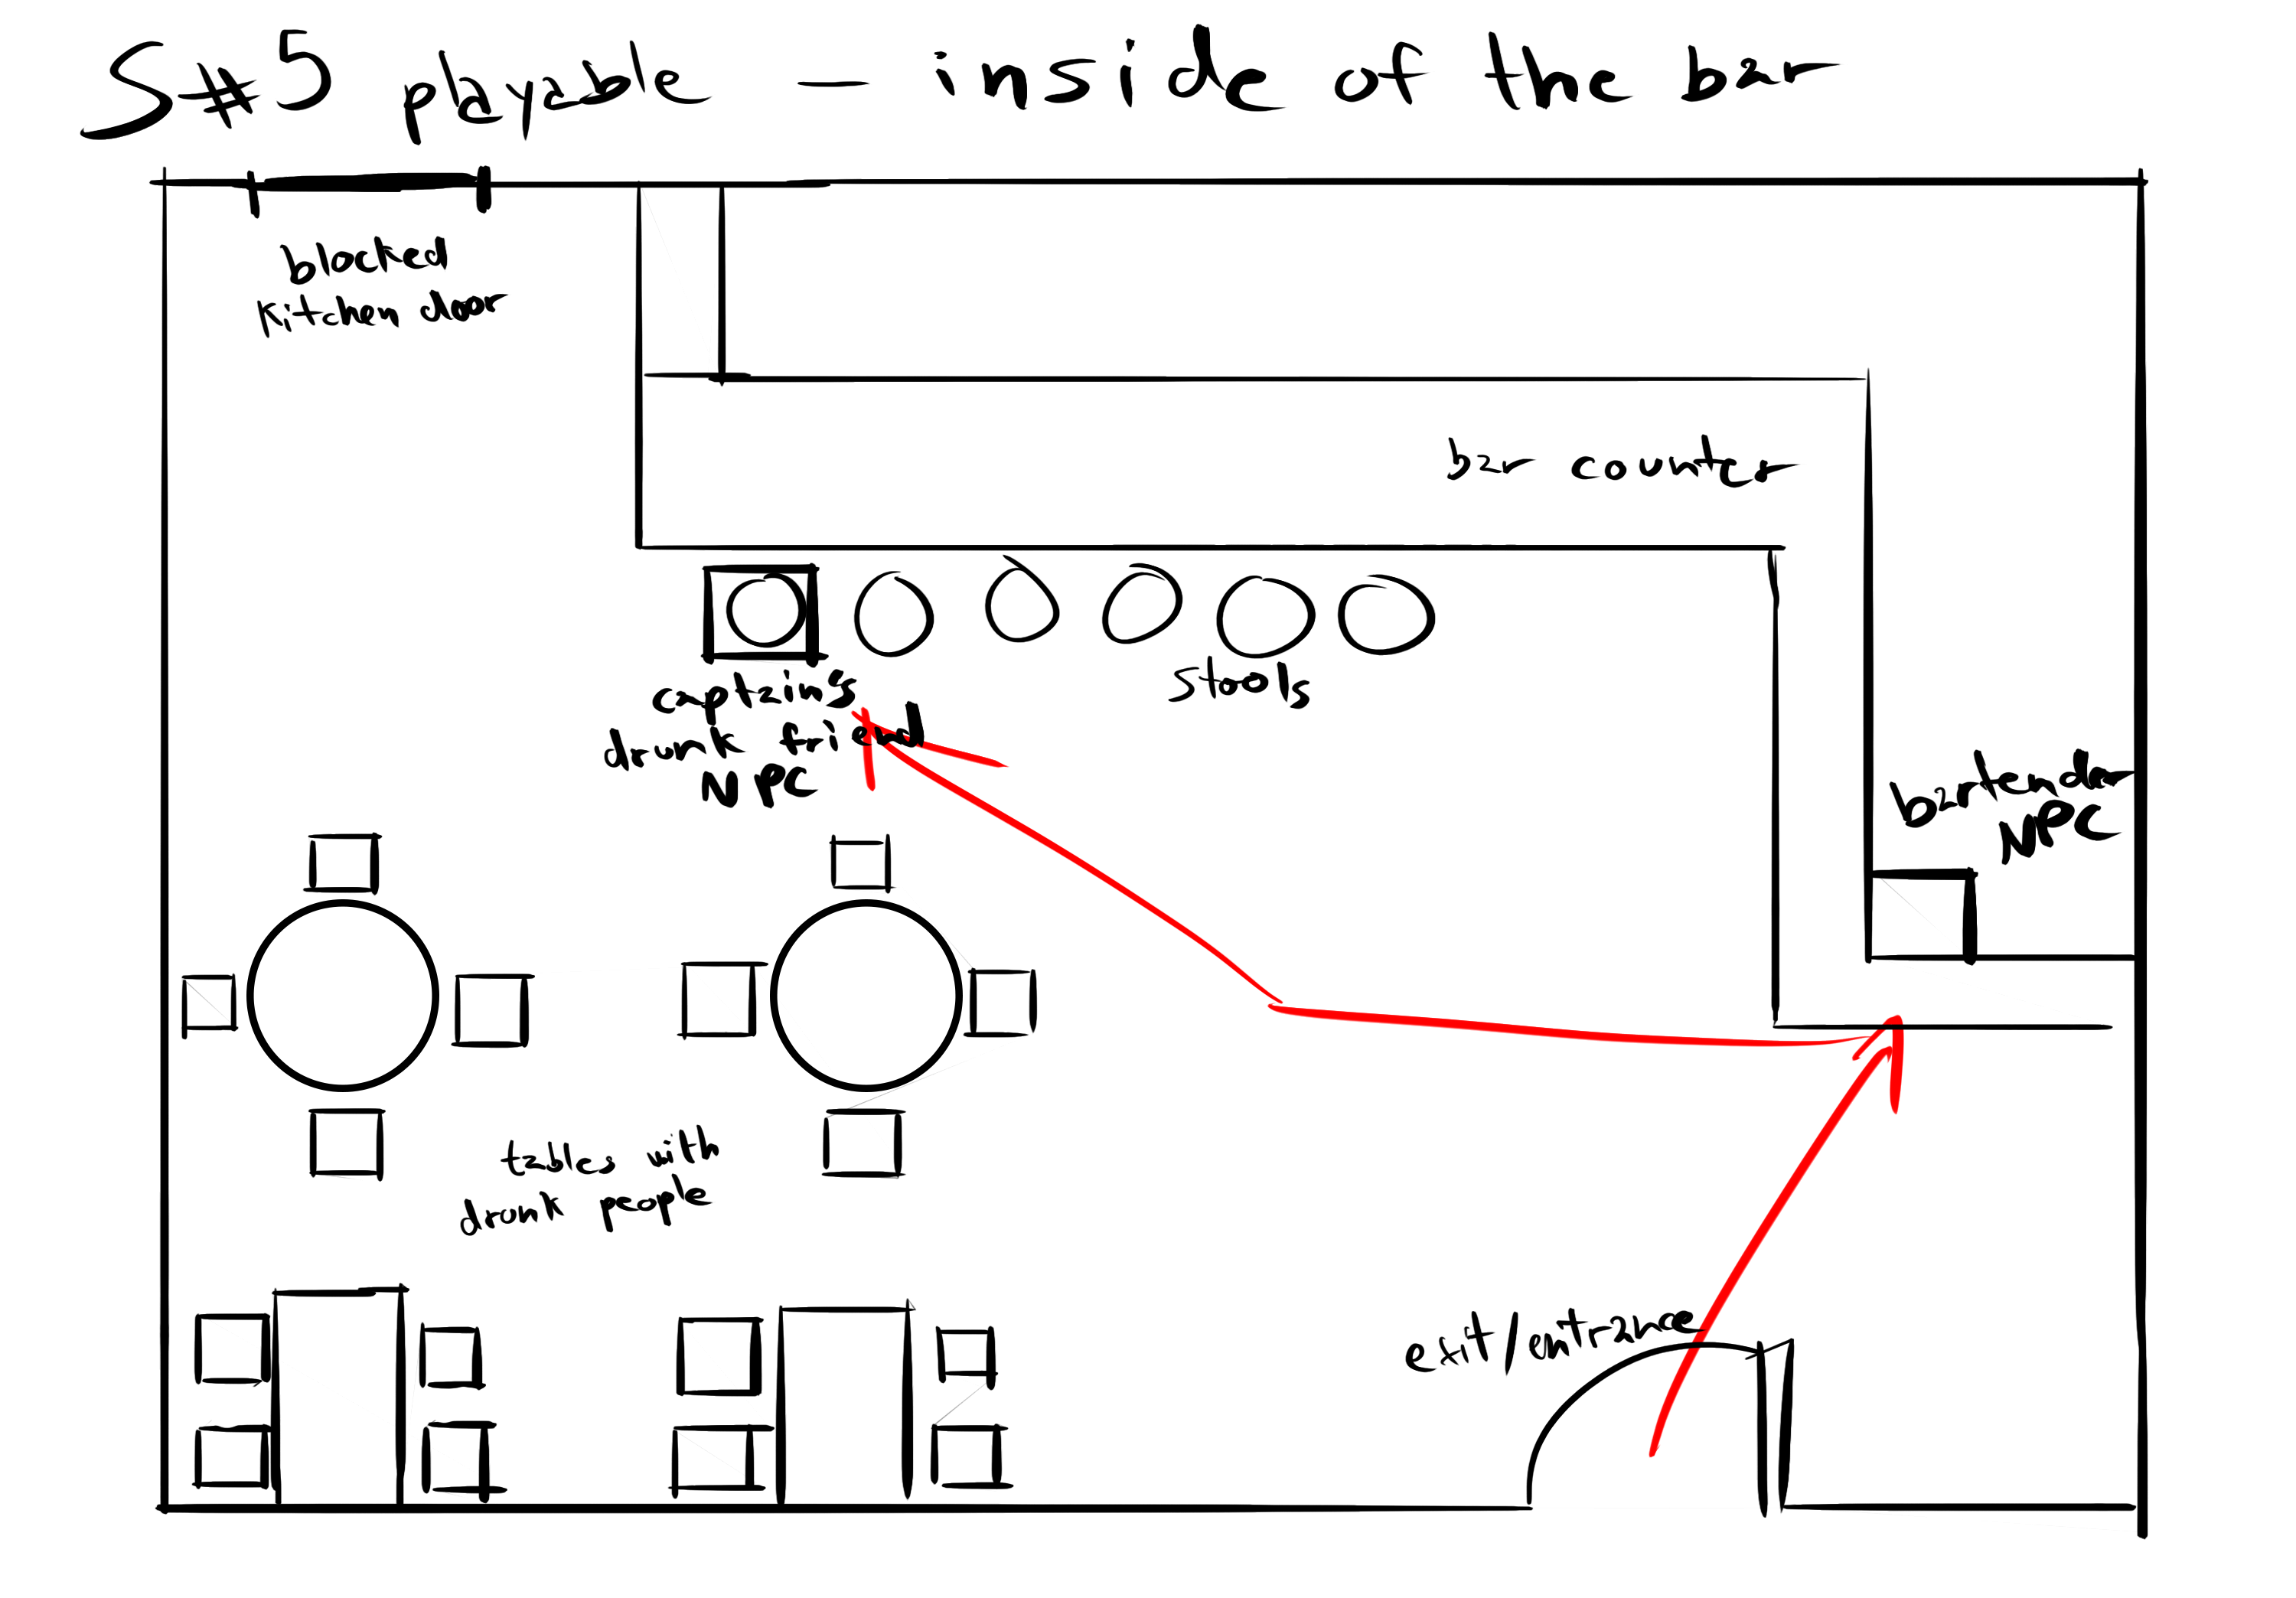 S#5 playable - inside of the bar
blocked
kitchen door
bar counter
stools
captain's
drunk friend
NPC
bartender
NPC
tables with
drunk people
exit/entrance